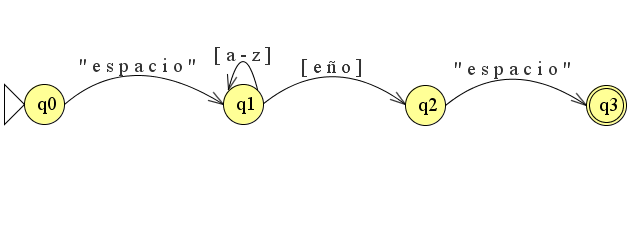 "espacio"
[a-z]
[eño]
"espacio"
q0
q1
q2
q3